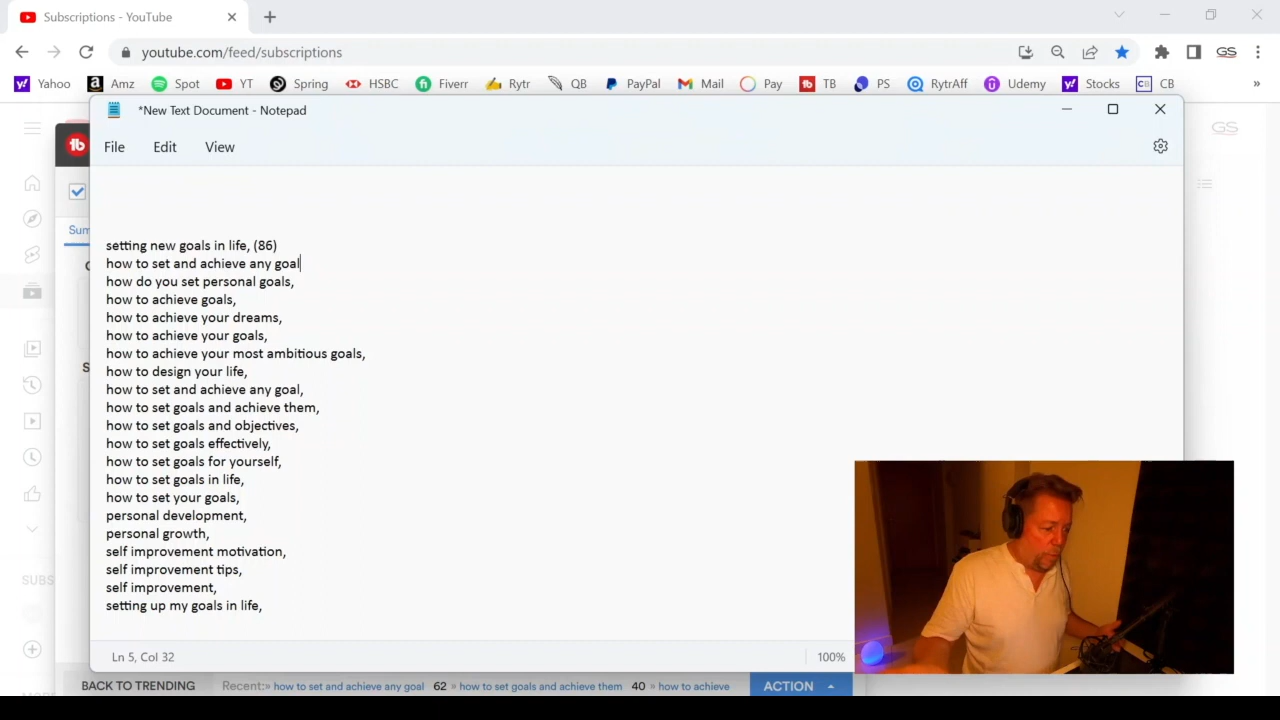 Subscriptions - YouTube
youtube.com/feed/subscriptions
GS
Yahoo
a Amz
Spot
YT
Spring
HSBC
fi Fiverr
Rytr
QB
PayPal
Mail
Pay
TB
PS
RytrAff
Udemy
Stocks
CB
»
*New Text Document - Notepad
File Edit View
GS
Sum
setting new goals in life, (86)
how to set and achieve any goal
how do you set personal goals,
how to achieve goals,
how to achieve your dreams,
how to achieve your goals,
how to achieve your most ambitious goals,
how to design your life,
how to set and achieve any goal,
how to set goals and achieve them,
how to set goals and objectives,
how to set goals effectively,
how to set goals for yourself,
how to set goals in life,
how to set your goals,
personal development,
personal growth,
self improvement motivation,
self improvement tips,
self improvement,
setting up my goals in life,
SUBS
Ln 5, Col 32
100%
BACK TO TRENDING
Recent:» how to set and achieve any goal 62 » how to set goals and achieve them 40 » how to achieve
ACTION